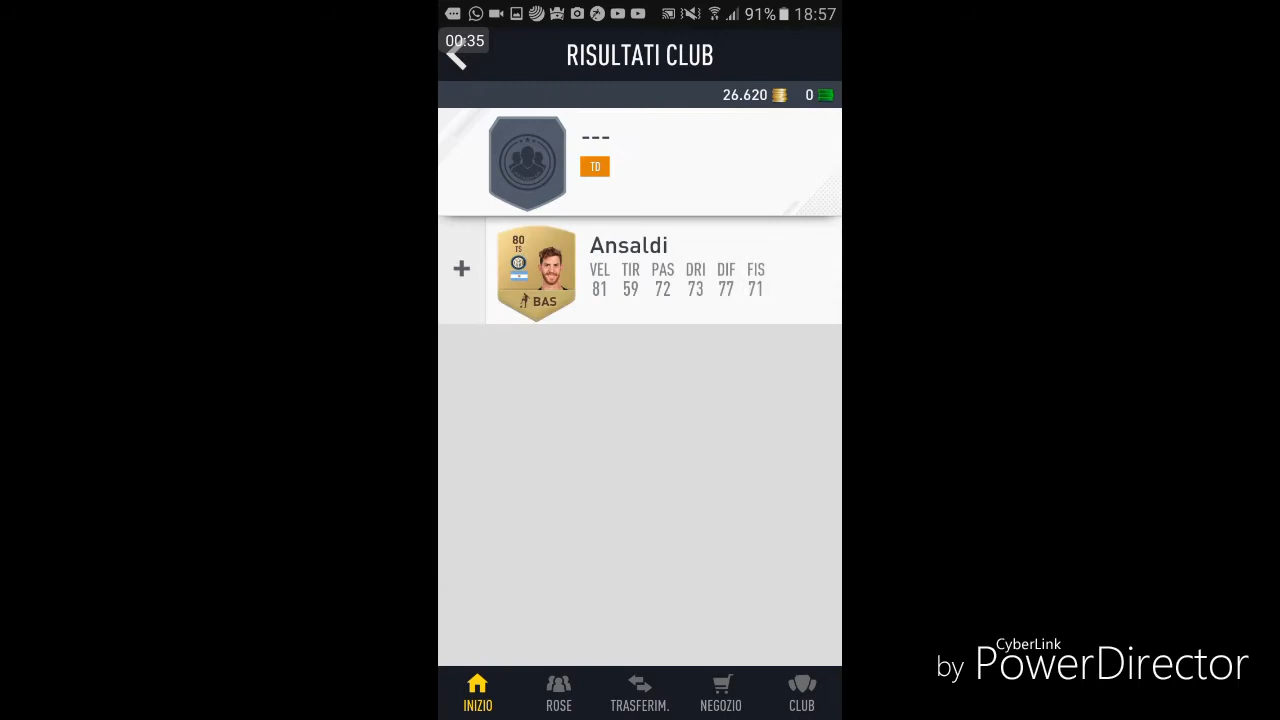 91% 18:57
00:35
RISULTATI CLUB
26.620 0
---
TD
80
TS
BAS
Ansaldi
VEL TIR PAS DRI DIF FIS
81 59 72 73 77 71
INIZIO ROSE TRASFERIM. NEGOZIO CLUB
CyberLink
by PowerDirector